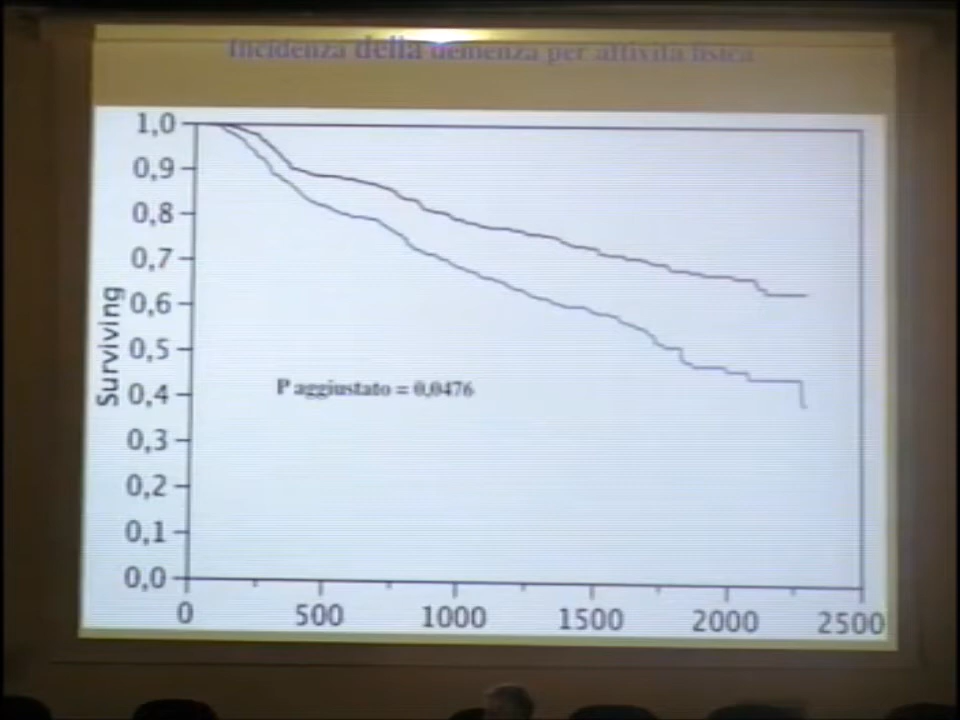 Incidenza della demenza per attività fisica
1,0
0,9
0,8
0,7
0,6
0,5
0,4
0,3
0,2
0,1
0,0
Surviving
P aggiustato = 0,0476
0 500 1000 1500 2000 2500